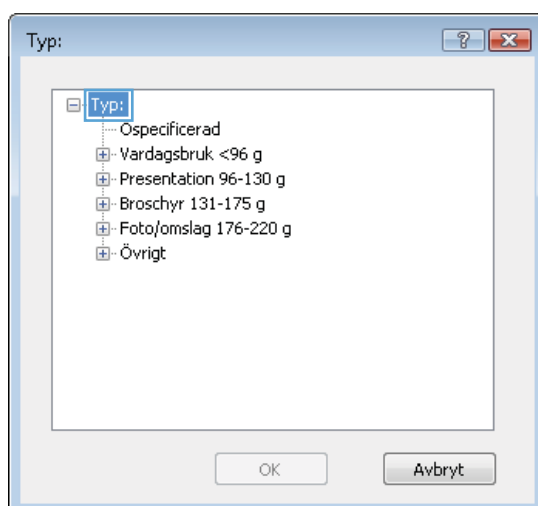 Typ:
Typ:
Ospecificerad
Vardagsbruk <96 g
Presentation 96-130 g
Broschyr 131-175 g
Foto/omslag 176-220 g
Övrigt
OK Avbryt